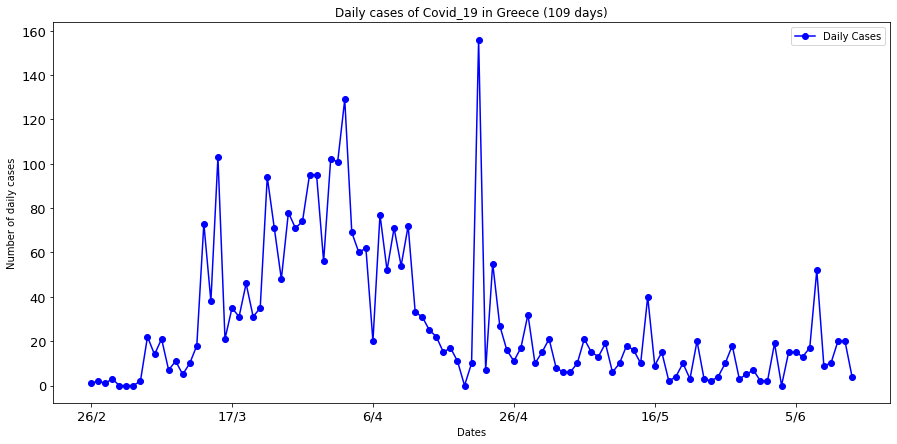 Daily cases of Covid_19 in Greece (109 days)
Daily Cases
Number of daily cases
160
140
120
100
80
60
40
20
0
26/2 17/3 6/4 26/4 16/5 5/6
Dates